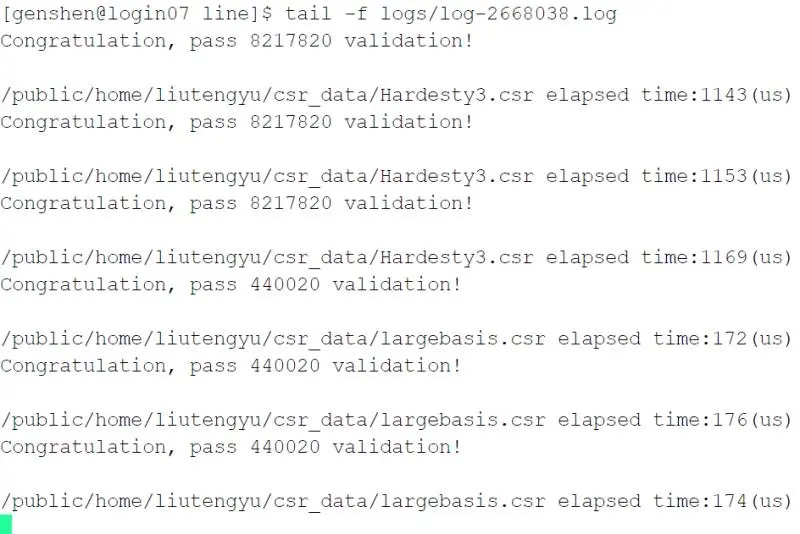 [genshen@login07 line]$ tail -f logs/log-2668038.log
Congratulation, pass 8217820 validation!
/public/home/liutengyu/csr_data/Hardesty3.csr elapsed time:1143(us)
Congratulation, pass 8217820 validation!
/public/home/liutengyu/csr_data/Hardesty3.csr elapsed time:1153(us)
Congratulation, pass 8217820 validation!
/public/home/liutengyu/csr_data/Hardesty3.csr elapsed time:1169(us)
Congratulation, pass 440020 validation!
/public/home/liutengyu/csr_data/largebasis.csr elapsed time:172(us)
Congratulation, pass 440020 validation!
/public/home/liutengyu/csr_data/largebasis.csr elapsed time:176(us)
Congratulation, pass 440020 validation!
/public/home/liutengyu/csr_data/largebasis.csr elapsed time:174(us)